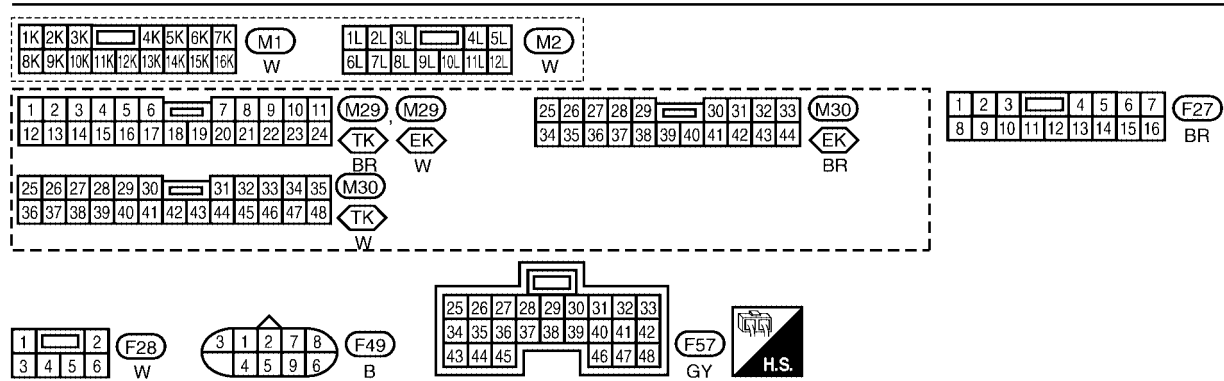 1K 2K 3K 4K 5K 6K 7K
8K 9K 10K 11K 12K 13K 14K 15K 16K
M1
W
1L 2L 3L 4L 5L
6L 7L 8L 9L 10L 11L 12L
M2
W
1 2 3 4 5 6 7 8 9 10 11
12 13 14 15 16 17 18 19 20 21 22 23 24
M29 , M29
TK EK
BR W
25 26 27 28 29 30 31 32 33
34 35 36 37 38 39 40 41 42 43 44
M30
EK
BR
1 2 3 4 5 6 7
8 9 10 11 12 13 14 15 16
F27
BR
25 26 27 28 29 30 31 32 33 34 35
36 37 38 39 40 41 42 43 44 45 46 47 48
M30
TK
W
1 2
3 4 5 6
F28
W
3 1 2 7 8
4 5 9 6
F49
B
25 26 27 28 29 30 31 32 33
34 35 36 37 38 39 40 41 42
43 44 45 46 47 48
F57
GY
H.S.